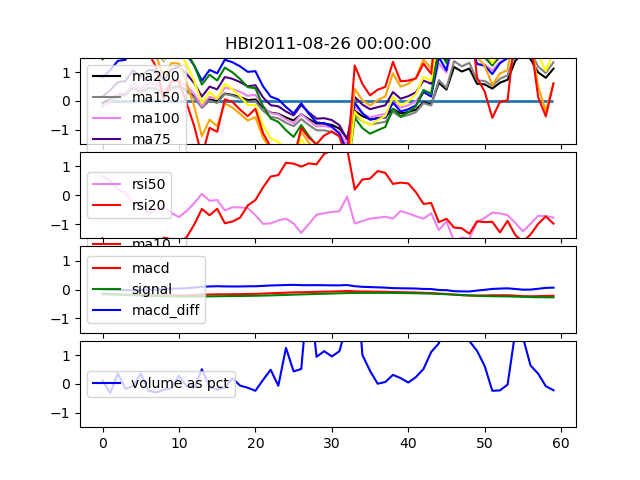 HBI2011-08-26 00:00:00
1
0
−1
ma200
ma150
ma100
ma75
ma10
1
0
−1
rsi50
rsi20
1
0
−1
macd
signal
macd_diff
1
0
−1
volume as pct
0 10 20 30 40 50 60